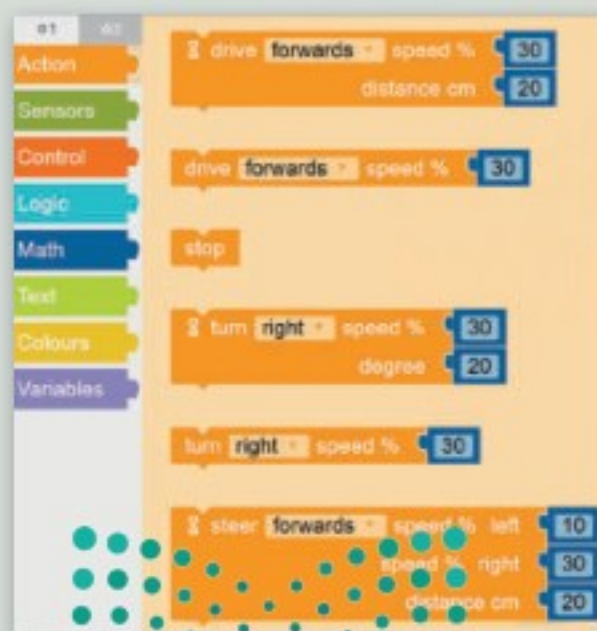 Action
Sensors
Control
Logic
Math
Text
Colours
Variables
drive forwards speed % 30
distance cm 20
drive forwards speed % 30
stop
turn right speed % 30
degree 20
turn right speed % 30
steer forwards speed % left 10
speed % right 30
distance cm 20